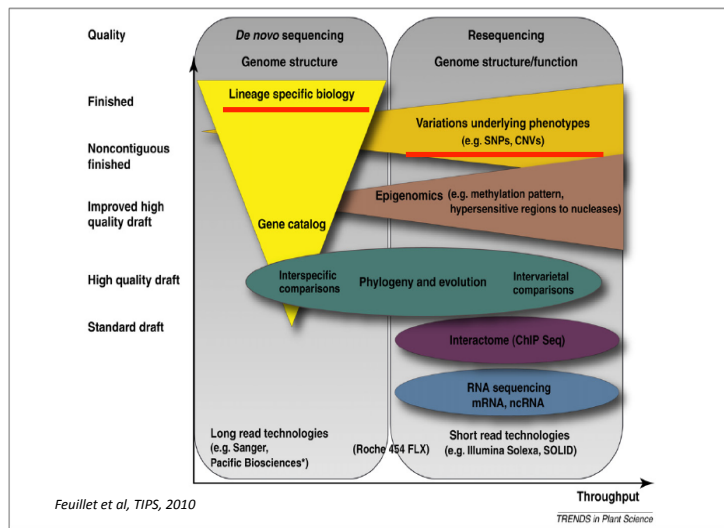 Quality
De novo sequencing
Resequencing
Genome structure
Genome structure/function
Finished
Lineage specific biology
Variations underlying phenotypes
(e.g. SNPs, CNVs)
Noncontiguous
finished
Improved high
quality draft
Epigenomics (e.g. methylation pattern,
hypersensitive regions to nucleases)
Gene catalog
High quality draft
Interspecific
comparisons
Phylogeny and evolution
Intervarietal
comparisons
Standard draft
Interactome (ChIP Seq)
RNA sequencing
mRNA, ncRNA
Long read technologies
(e.g. Sanger,
Pacific Biosciences*)
(Roche 454 FLX)
Short read technologies
(e.g. Illumina Solexa, SOLID)
Throughput
Feuillet et al, TIPS, 2010
TRENDS in Plant Science